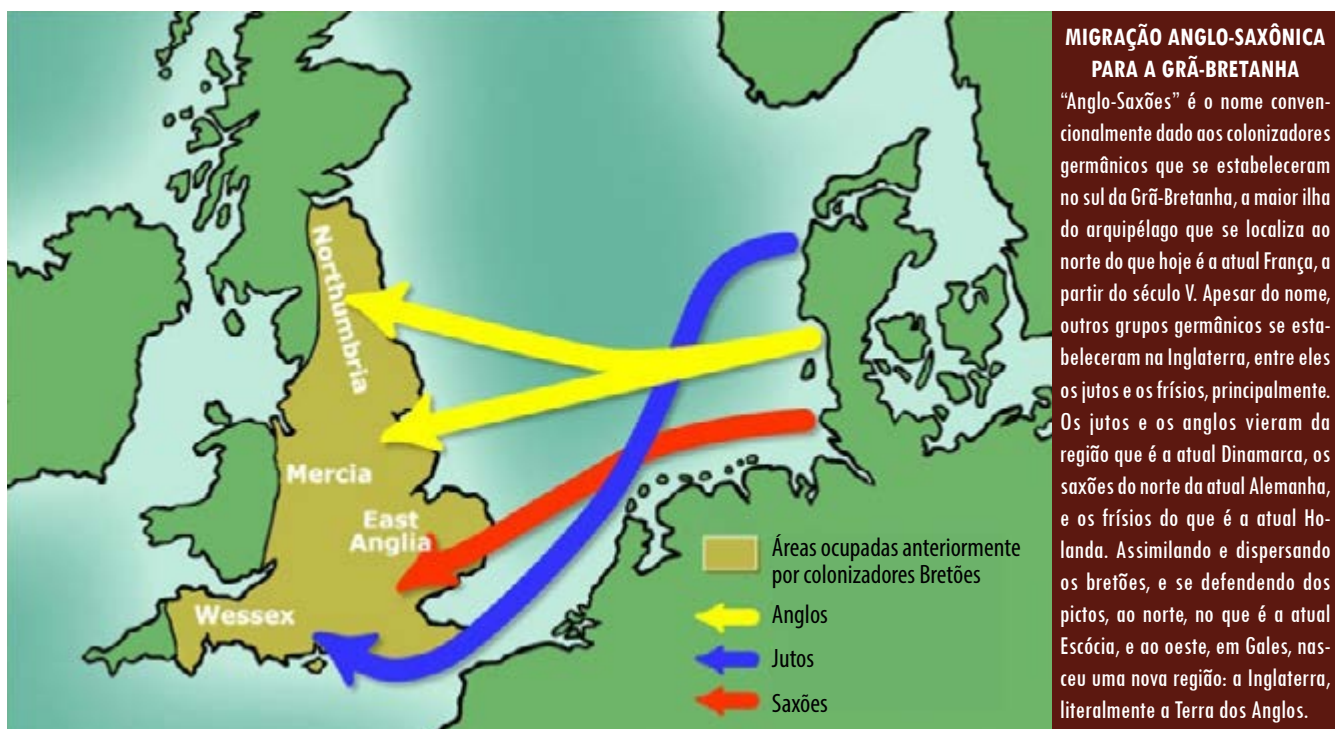 Northumbria
Mercia
East
Anglia
Wessex
Áreas ocupadas anteriormente
por colonizadores Bretões
Anglos
Jutos
Saxões
MIGRAÇÃO ANGLO-SAXÔNICA
PARA A GRÃ-BRETANHA
“Anglo-Saxões” é o nome conven-
cionalmente dado aos colonizadores
germânicos que se estabeleceram
no sul da Grã-Bretanha, a maior ilha
do arquipélago que se localiza ao
norte do que hoje é a atual França, a
partir do século V. Apesar do nome,
outros grupos germânicos se esta-
beleceram na Inglaterra, entre eles
os jutos e os frísios, principalmente.
Os jutos e os anglos vieram da
região que é a atual Dinamarca, os
saxões do norte da atual Alemanha,
e os frísios do que é a atual Ho-
landa. Assimilando e dispersando
os bretões, e se defendendo dos
pictos, ao norte, no que é a atual
Escócia, e ao oeste, em Gales, nas-
ceu uma nova região: a Inglaterra,
literalmente a Terra dos Anglos.